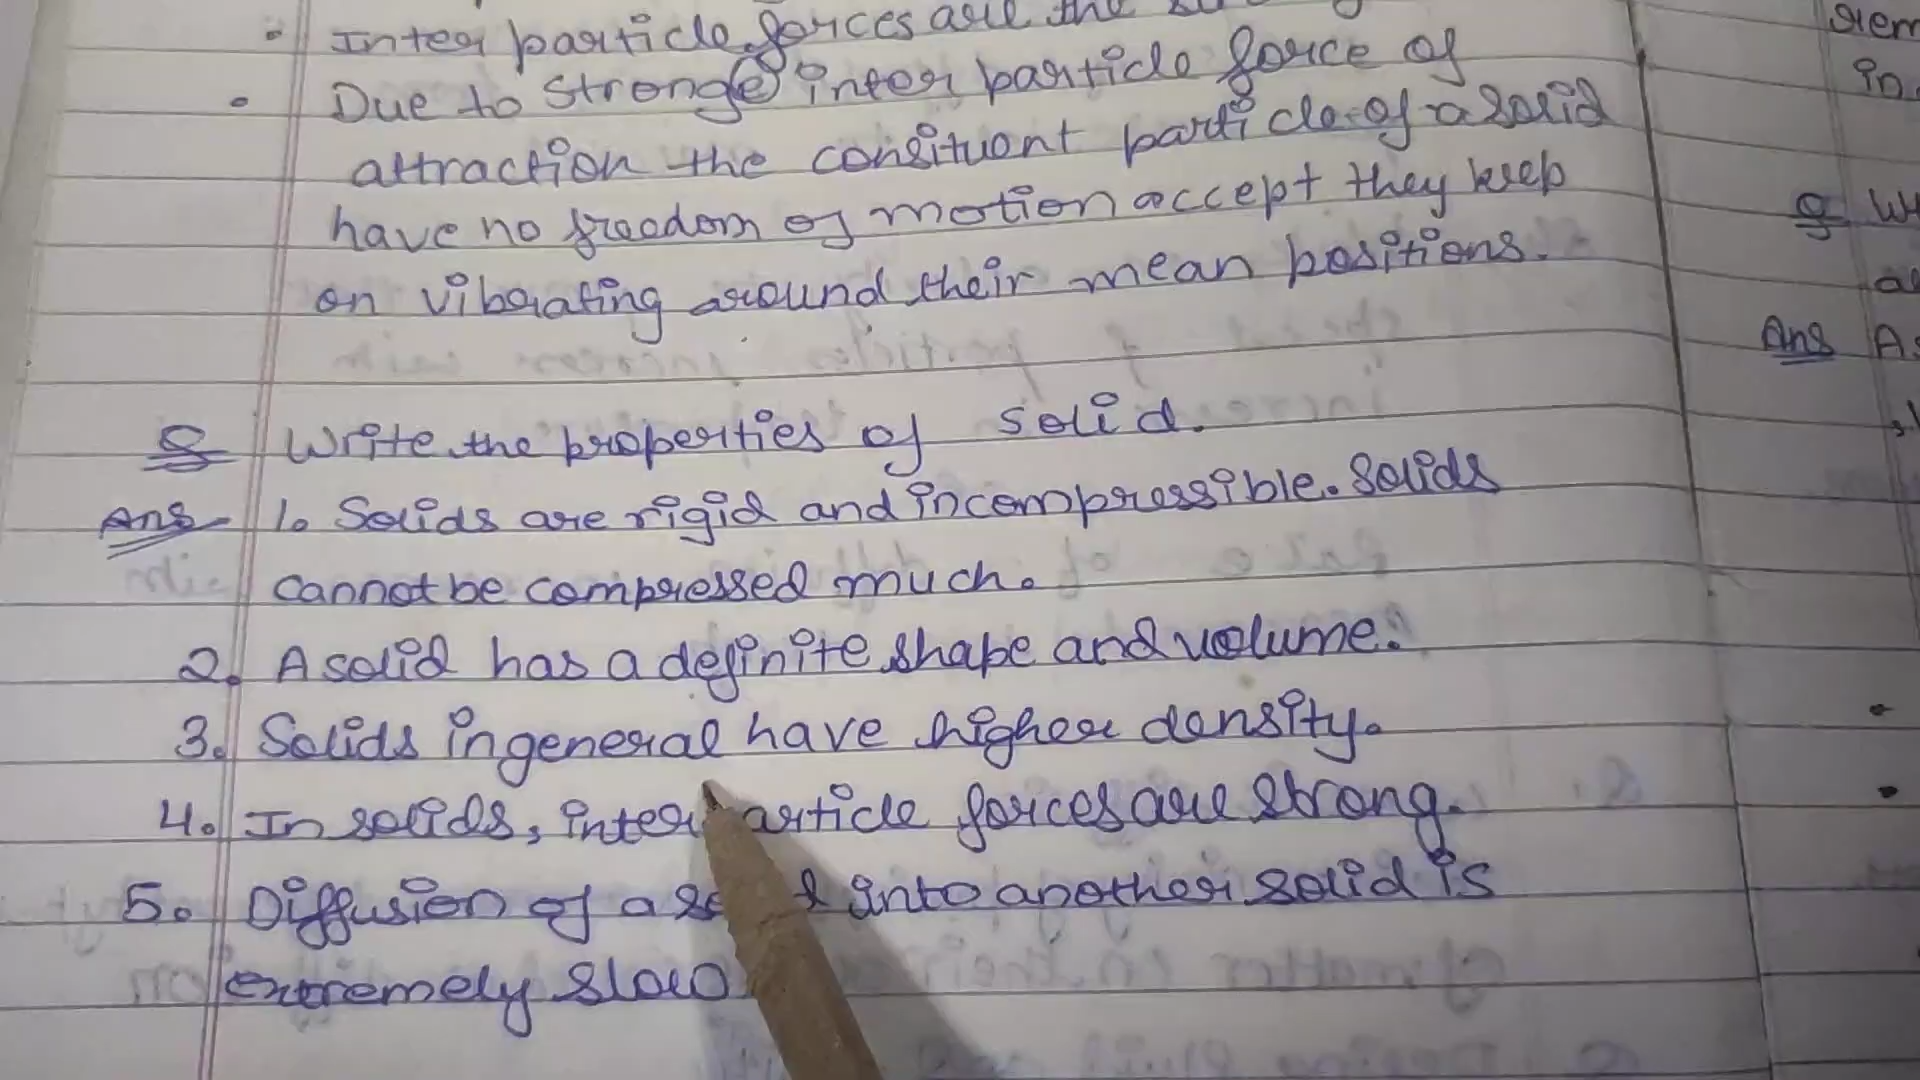 Inter particle forces are the
Due to stronge inter particle force of
attraction the consituent particle of a solid
have no freedom of motion accept they keep
on vibrating around their mean positions.
Q Write the properties of solid.
Ans 1. Solids are rigid and incompressible. Solids
cannot be compressed much.
2. A solid has a definite shape and volume.
3. Solids in general have higher density.
4. In solids, inter article forces are strong.
5. Diffusion of a into another solid is
extremely slow
in
Q
Ans